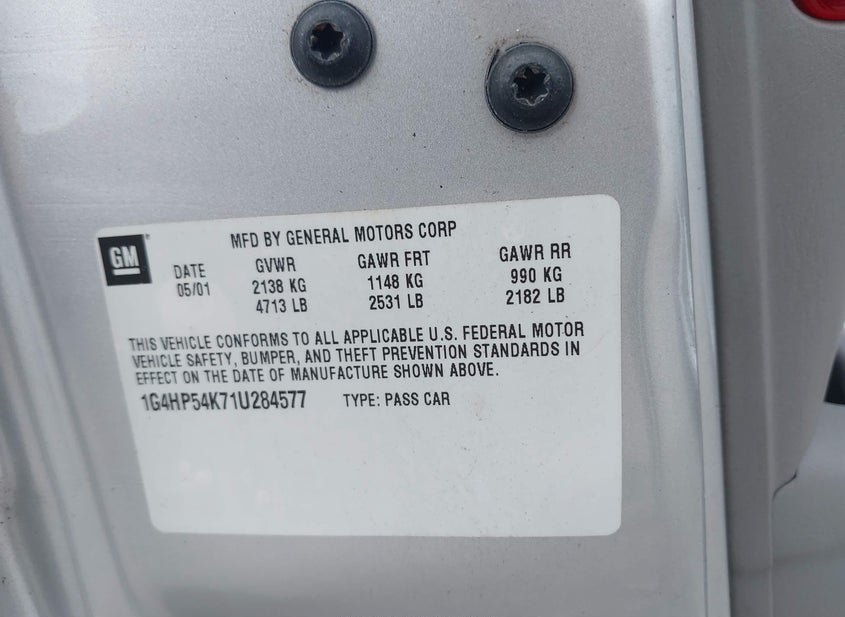 GM
MFD BY GENERAL MOTORS CORP
DATE GVWR GAWR FRT GAWR RR
05/01 2138 KG 1148 KG 990 KG
4713 LB 2531 LB 2182 LB
THIS VEHICLE CONFORMS TO ALL APPLICABLE U.S. FEDERAL MOTOR
VEHICLE SAFETY, BUMPER, AND THEFT PREVENTION STANDARDS IN
EFFECT ON THE DATE OF MANUFACTURE SHOWN ABOVE.
1G4HP54K71U284577 TYPE: PASS CAR